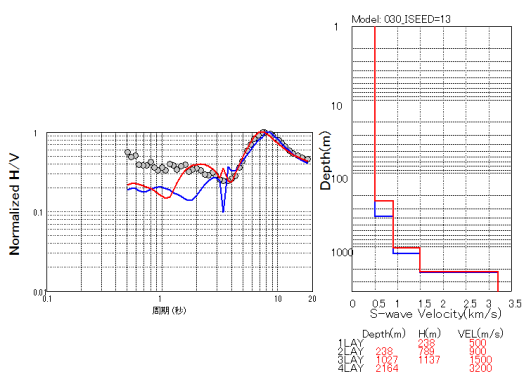 Model: 030_ISEED=13
Normalized H/V
1
0.1
0.01
0.1
1
10
20
周期(秒)
Depth(m)
1
10
100
1000
0
0.5
1
1.5
2
2.5
3
3.5
S-wave Velocity(km/s)
Depth(m) H(m) VEL(m/s)
1LAY 238 500
2LAY 238 789 900
3LAY 1027 1137 1500
4LAY 2164 3200